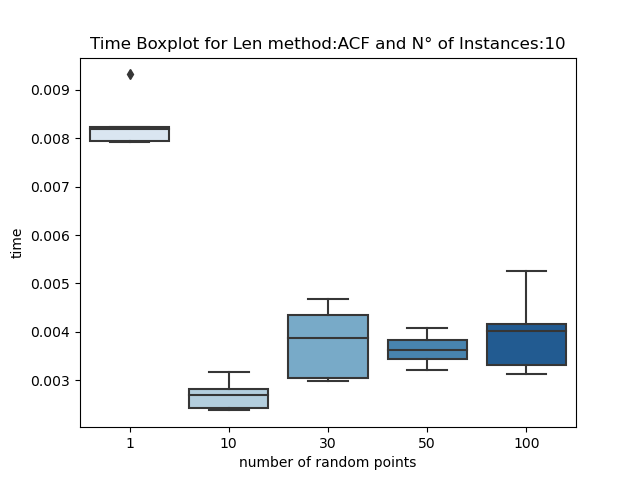 Time Boxplot for Len method:ACF and N° of Instances:10
0.009
0.008
0.007
0.006
0.005
0.004
0.003
time
1 10 30 50 100
number of random points